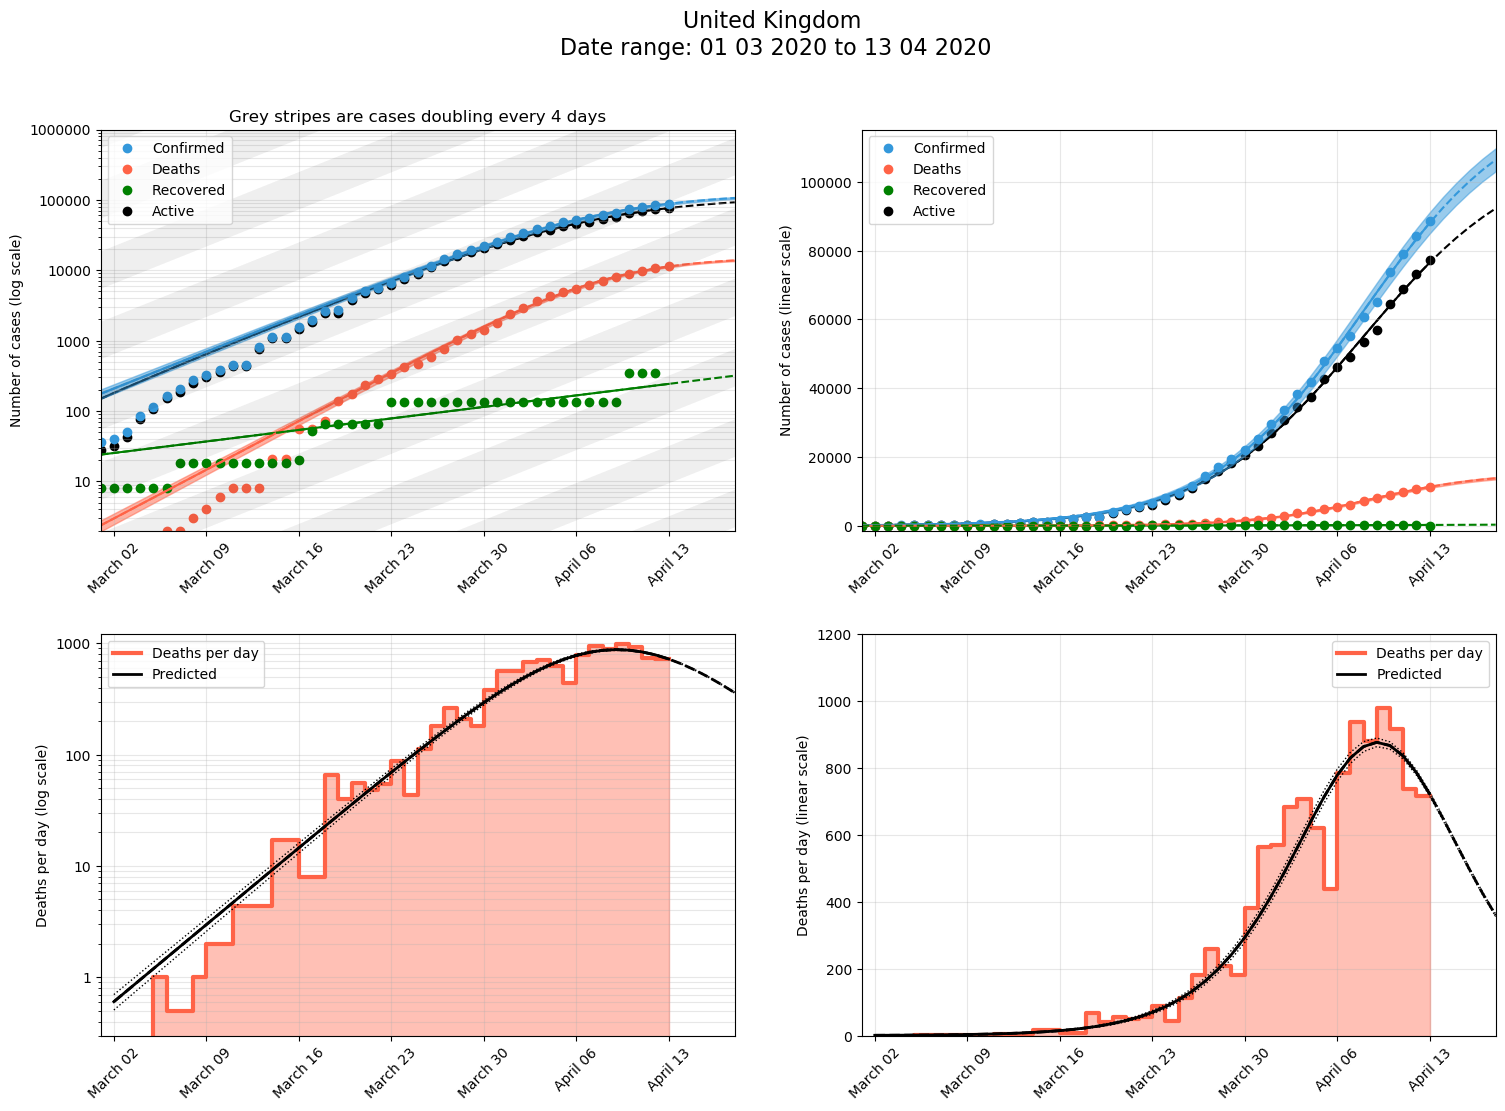 United Kingdom
Date range: 01 03 2020 to 13 04 2020
Grey stripes are cases doubling every 4 days
Number of cases (log scale)
1000000
100000
10000
1000
100
10
Confirmed
Deaths
Recovered
Active
March 02
March 09
March 16
March 23
March 30
April 06
April 13
Number of cases (linear scale)
100000
80000
60000
40000
20000
0
Confirmed
Deaths
Recovered
Active
March 02
March 09
March 16
March 23
March 30
April 06
April 13
Deaths per day (log scale)
1000
100
10
1
Deaths per day
Predicted
March 02
March 09
March 16
March 23
March 30
April 06
April 13
Deaths per day (linear scale)
1200
1000
800
600
400
200
0
Deaths per day
Predicted
March 02
March 09
March 16
March 23
March 30
April 06
April 13